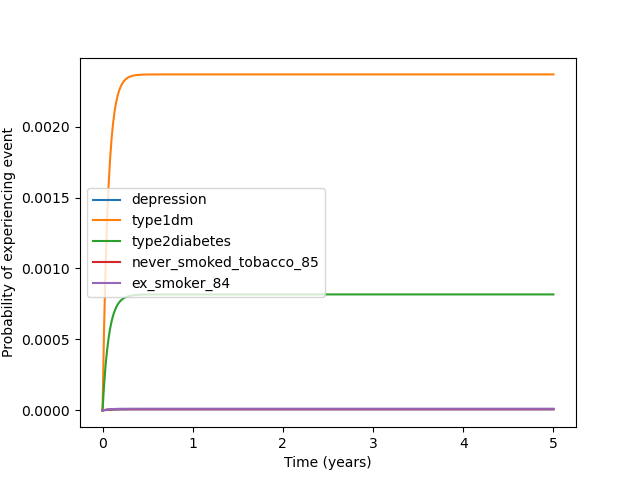 Probability of experiencing event
0.0020
0.0015
0.0010
0.0005
0.0000
depression
type1dm
type2diabetes
never_smoked_tobacco_85
ex_smoker_84
0 1 2 3 4 5
Time (years)